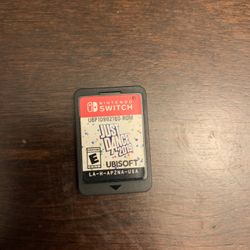 NINTENDO
SWITCH
JUST
DANCE
2019
E
UBISOFT
LA-H-APZNA-USA